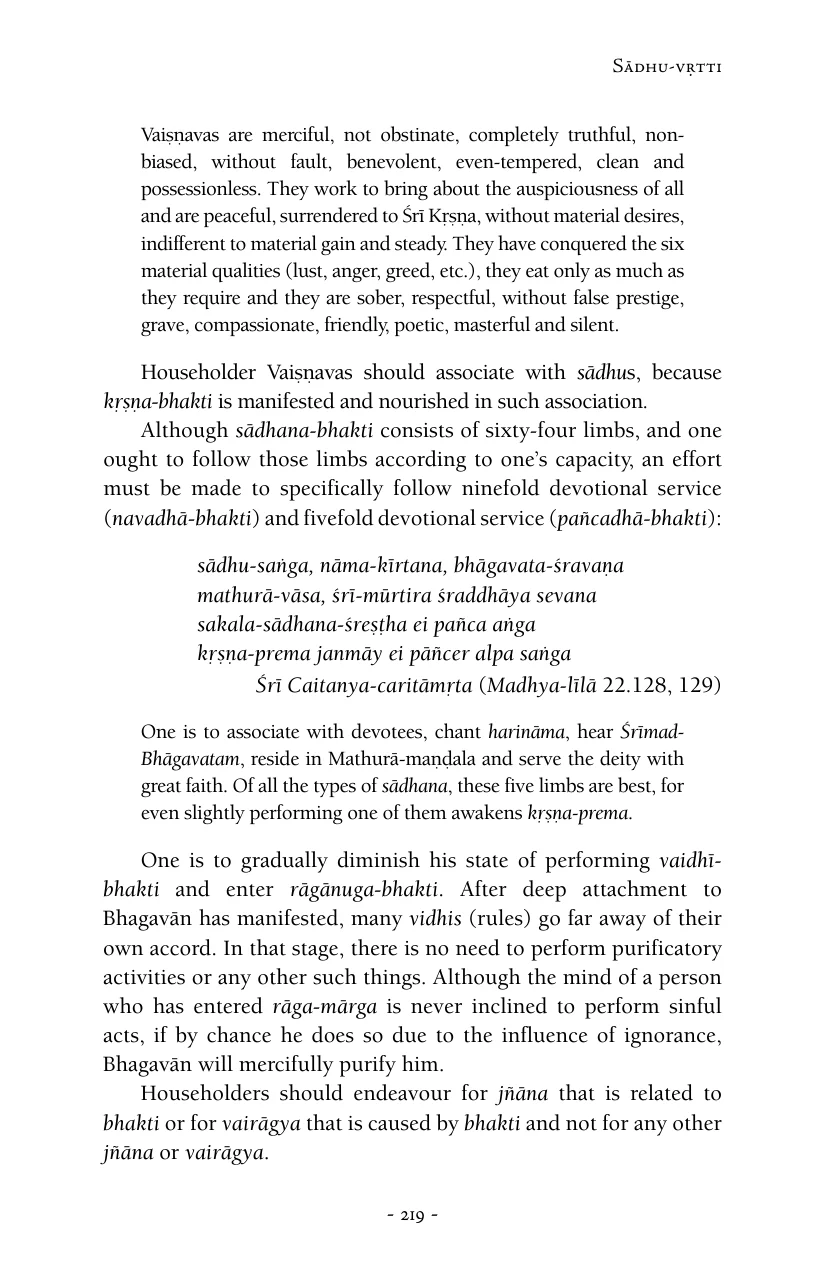 Sādhu-vṛtti
Vaiṣṇavas are merciful, not obstinate, completely truthful, non-
biased, without fault, benevolent, even-tempered, clean and
possessionless. They work to bring about the auspiciousness of all
and are peaceful, surrendered to Śrī Kṛṣṇa, without material desires,
indifferent to material gain and steady. They have conquered the six
material qualities (lust, anger, greed, etc.), they eat only as much as
they require and they are sober, respectful, without false prestige,
grave, compassionate, friendly, poetic, masterful and silent.
Householder Vaiṣṇavas should associate with sādhus, because
kṛṣṇa-bhakti is manifested and nourished in such association.
Although sādhana-bhakti consists of sixty-four limbs, and one
ought to follow those limbs according to one’s capacity, an effort
must be made to specifically follow ninefold devotional service
(navadhā-bhakti) and fivefold devotional service (pañcadhā-bhakti):
sādhu-saṅga, nāma-kīrtana, bhāgavata-śravaṇa
mathurā-vāsa, śrī-mūrtira śraddhāya sevana
sakala-sādhana-śreṣṭha ei pañca aṅga
kṛṣṇa-prema janmāy ei pāñcer alpa saṅga
Śrī Caitanya-caritāmṛta (Madhya-līlā 22.128, 129)
One is to associate with devotees, chant harināma, hear Śrīmad-
Bhāgavatam, reside in Mathurā-maṇḍala and serve the deity with
great faith. Of all the types of sādhana, these five limbs are best, for
even slightly performing one of them awakens kṛṣṇa-prema.
One is to gradually diminish his state of performing vaidhī-
bhakti and enter rāgānuga-bhakti. After deep attachment to
Bhagavān has manifested, many vidhis (rules) go far away of their
own accord. In that stage, there is no need to perform purificatory
activities or any other such things. Although the mind of a person
who has entered rāga-mārga is never inclined to perform sinful
acts, if by chance he does so due to the influence of ignorance,
Bhagavān will mercifully purify him.
Householders should endeavour for jñāna that is related to
bhakti or for vairāgya that is caused by bhakti and not for any other
jñāna or vairāgya.
- 219 -